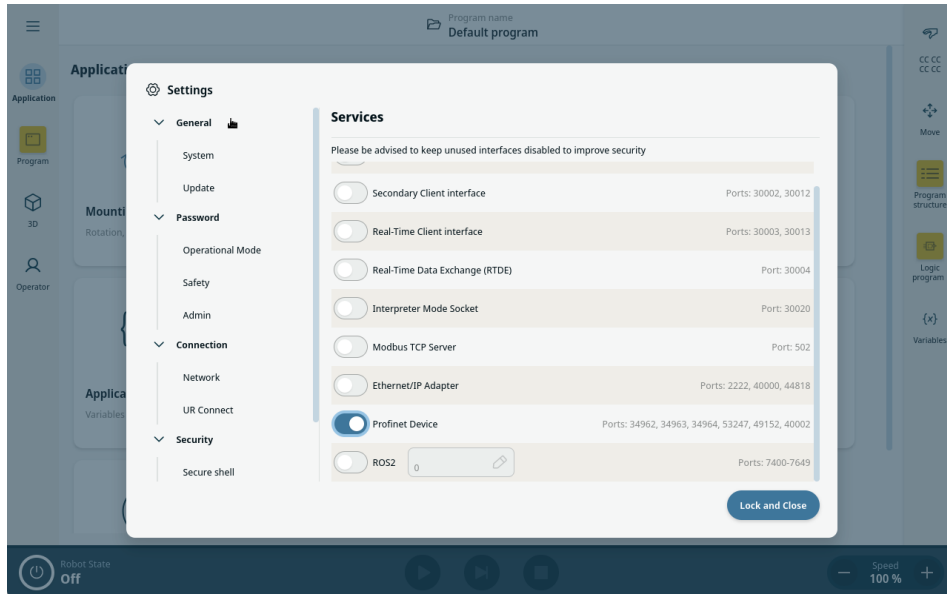 Program name
Default program
Applicati
Application
Program
3D
Operator
Mounti
Rotation,
Applica
Variables
Settings
General
System
Update
Password
Operational Mode
Safety
Admin
Connection
Network
UR Connect
Security
Secure shell
Services
Please be advised to keep unused interfaces disabled to improve security
Secondary Client interface Ports: 30002, 30012
Real-Time Client interface Ports: 30003, 30013
Real-Time Data Exchange (RTDE) Port: 30004
Interpreter Mode Socket Port: 30020
Modbus TCP Server Port: 502
Ethernet/IP Adapter Ports: 2222, 40000, 44818
Profinet Device Ports: 34962, 34963, 34964, 53247, 49152, 40002
ROS2 0 Ports: 7400-7649
Lock and Close
CC CC
CC CC
Move
Program
structure
Logic
program
{x}
Variables
Robot State
Off
Speed
100 %